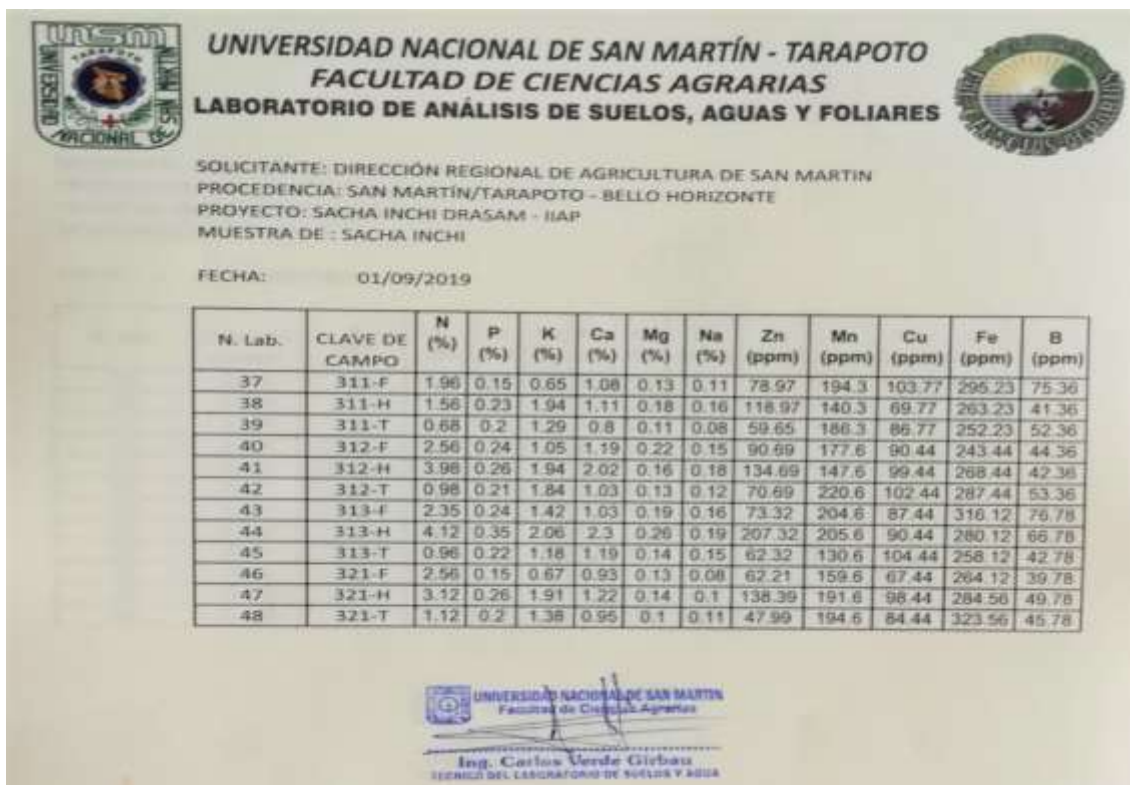 UNSM
TARAPOTO
UNIVERSIDAD
NACIONAL DE
UNIVERSIDAD NACIONAL DE SAN MARTÍN - TARAPOTO
FACULTAD DE CIENCIAS AGRARIAS
LABORATORIO DE ANÁLISIS DE SUELOS, AGUAS Y FOLIARES
SOLICITANTE: DIRECCIÓN REGIONAL DE AGRICULTURA DE SAN MARTIN
PROCEDENCIA: SAN MARTÍN/TARAPOTO - BELLO HORIZONTE
PROYECTO: SACHA INCHI DRASAM - IIAP
MUESTRA DE : SACHA INCHI
FECHA: 01/09/2019
N. Lab. CLAVE DE CAMPO N (%) P (%) K (%) Ca (%) Mg (%) Na (%) Zn (ppm) Mn (ppm) Cu (ppm) Fe (ppm) B (ppm)
37 311-F 1.96 0.15 0.65 1.08 0.13 0.11 78.97 194.3 103.77 295.23 75.36
38 311-H 1.56 0.23 1.94 1.11 0.18 0.16 118.97 140.3 69.77 263.23 41.36
39 311-T 0.68 0.2 1.29 0.8 0.11 0.08 59.65 186.3 86.77 252.23 52.36
40 312-F 2.56 0.24 1.05 1.19 0.22 0.15 90.69 177.6 90.44 243.44 44.36
41 312-H 3.98 0.26 1.94 2.02 0.16 0.18 134.69 147.6 99.44 268.44 42.36
42 312-T 0.98 0.21 1.84 1.03 0.13 0.12 70.69 220.6 102.44 287.44 53.36
43 313-F 2.35 0.24 1.42 1.03 0.19 0.16 73.32 204.6 87.44 316.12 76.78
44 313-H 4.12 0.35 2.06 2.3 0.26 0.19 207.32 205.6 90.44 280.12 66.78
45 313-T 0.96 0.22 1.18 1.19 0.14 0.15 62.32 130.6 104.44 258.12 42.78
46 321-F 2.56 0.15 0.67 0.93 0.13 0.08 62.21 159.6 67.44 264.12 39.78
47 321-H 3.12 0.26 1.91 1.22 0.14 0.1 138.39 191.6 98.44 284.56 49.78
48 321-T 1.12 0.2 1.38 0.95 0.1 0.11 47.99 194.6 84.44 323.56 45.78
UNIVERSIDAD NACIONAL DE SAN MARTIN
Facultad de Ciencias Agrarias
Ing. Carlos Verde Girbau
TECNICO DEL LABORATORIO DE SUELOS Y AGUA